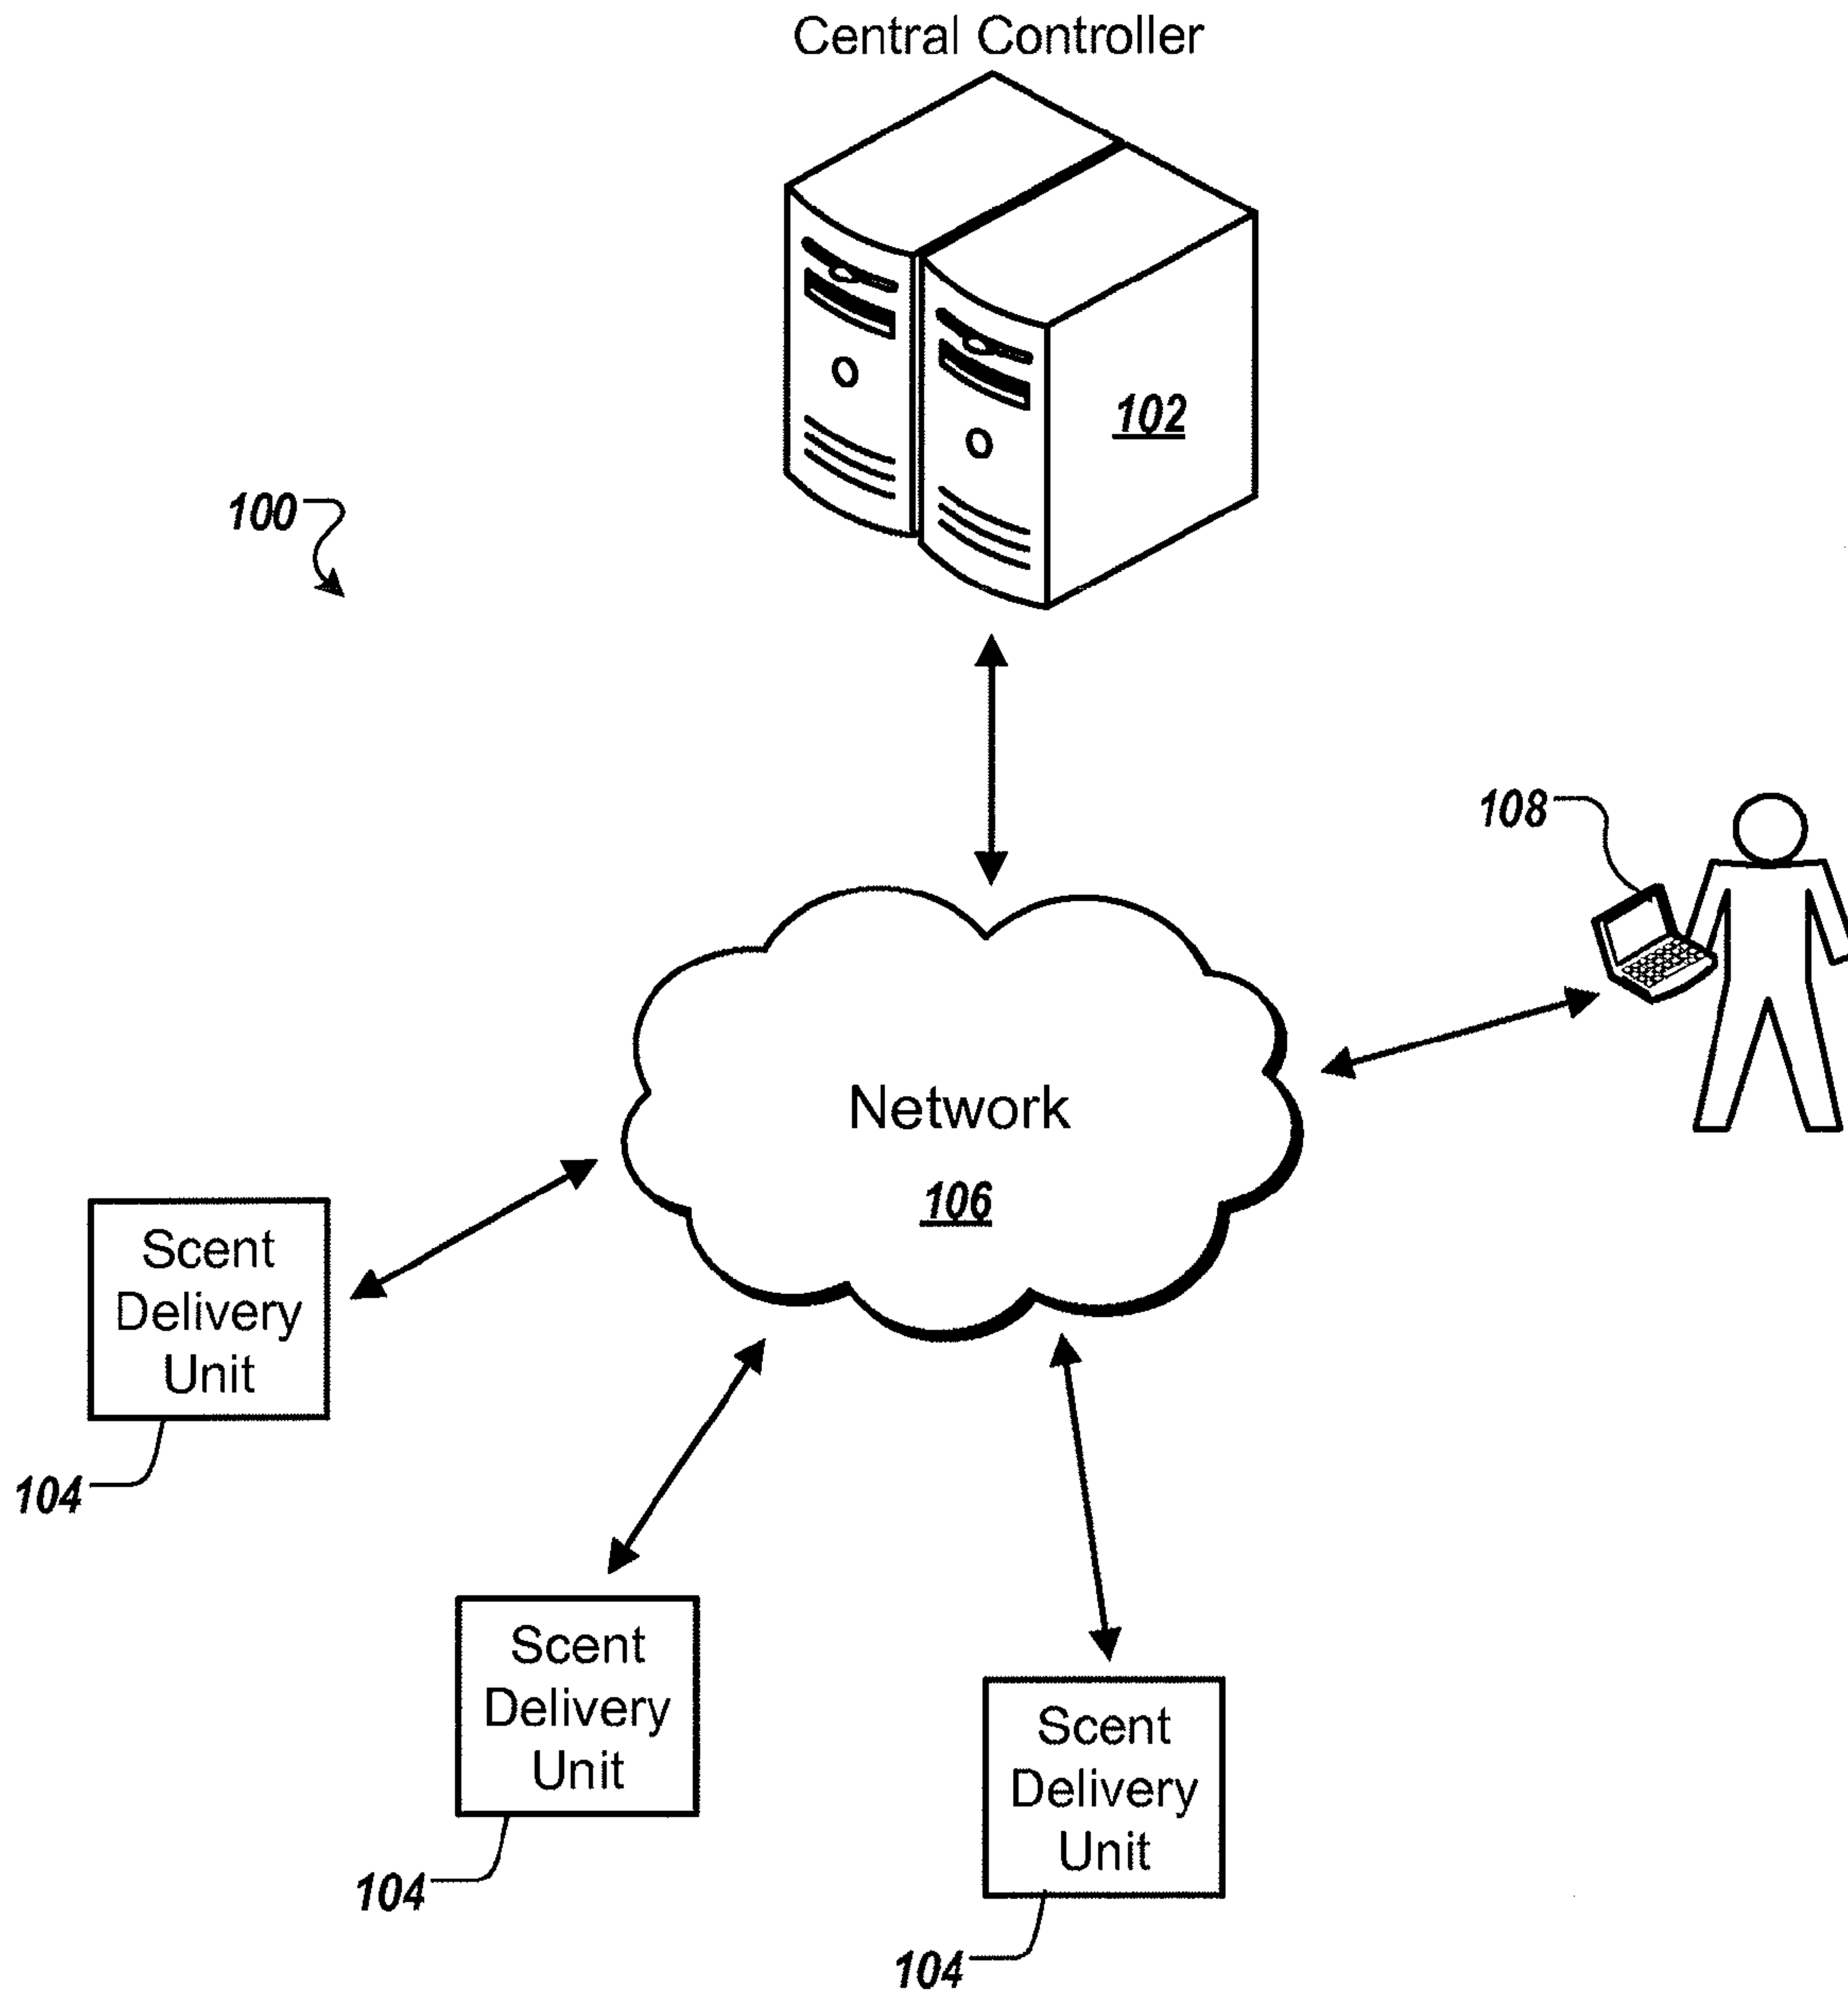 Central Controller
102
100
108
Network
106
Scent
Delivery
Unit
104
Scent
Delivery
Unit
104
Scent
Delivery
Unit
104